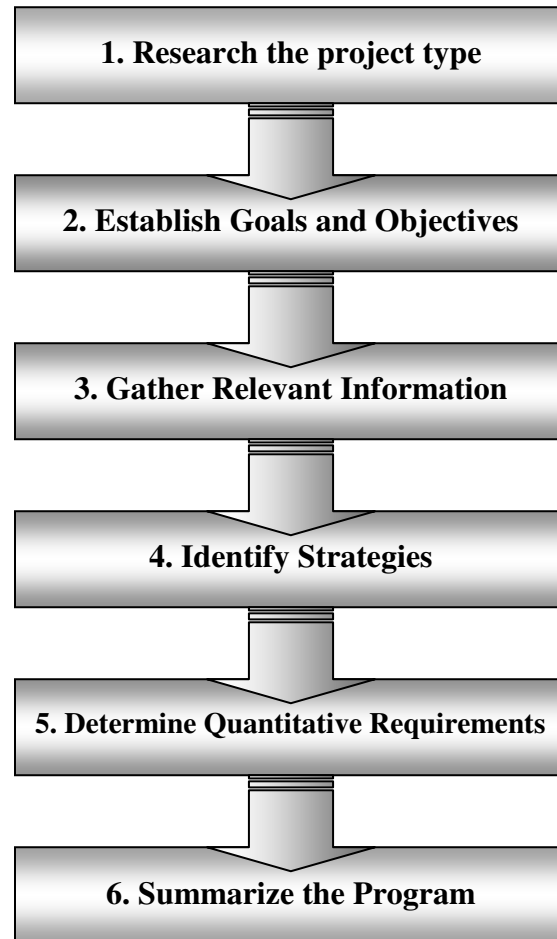 1. Research the project type
2. Establish Goals and Objectives
3. Gather Relevant Information
4. Identify Strategies
5. Determine Quantitative Requirements
6. Summarize the Program